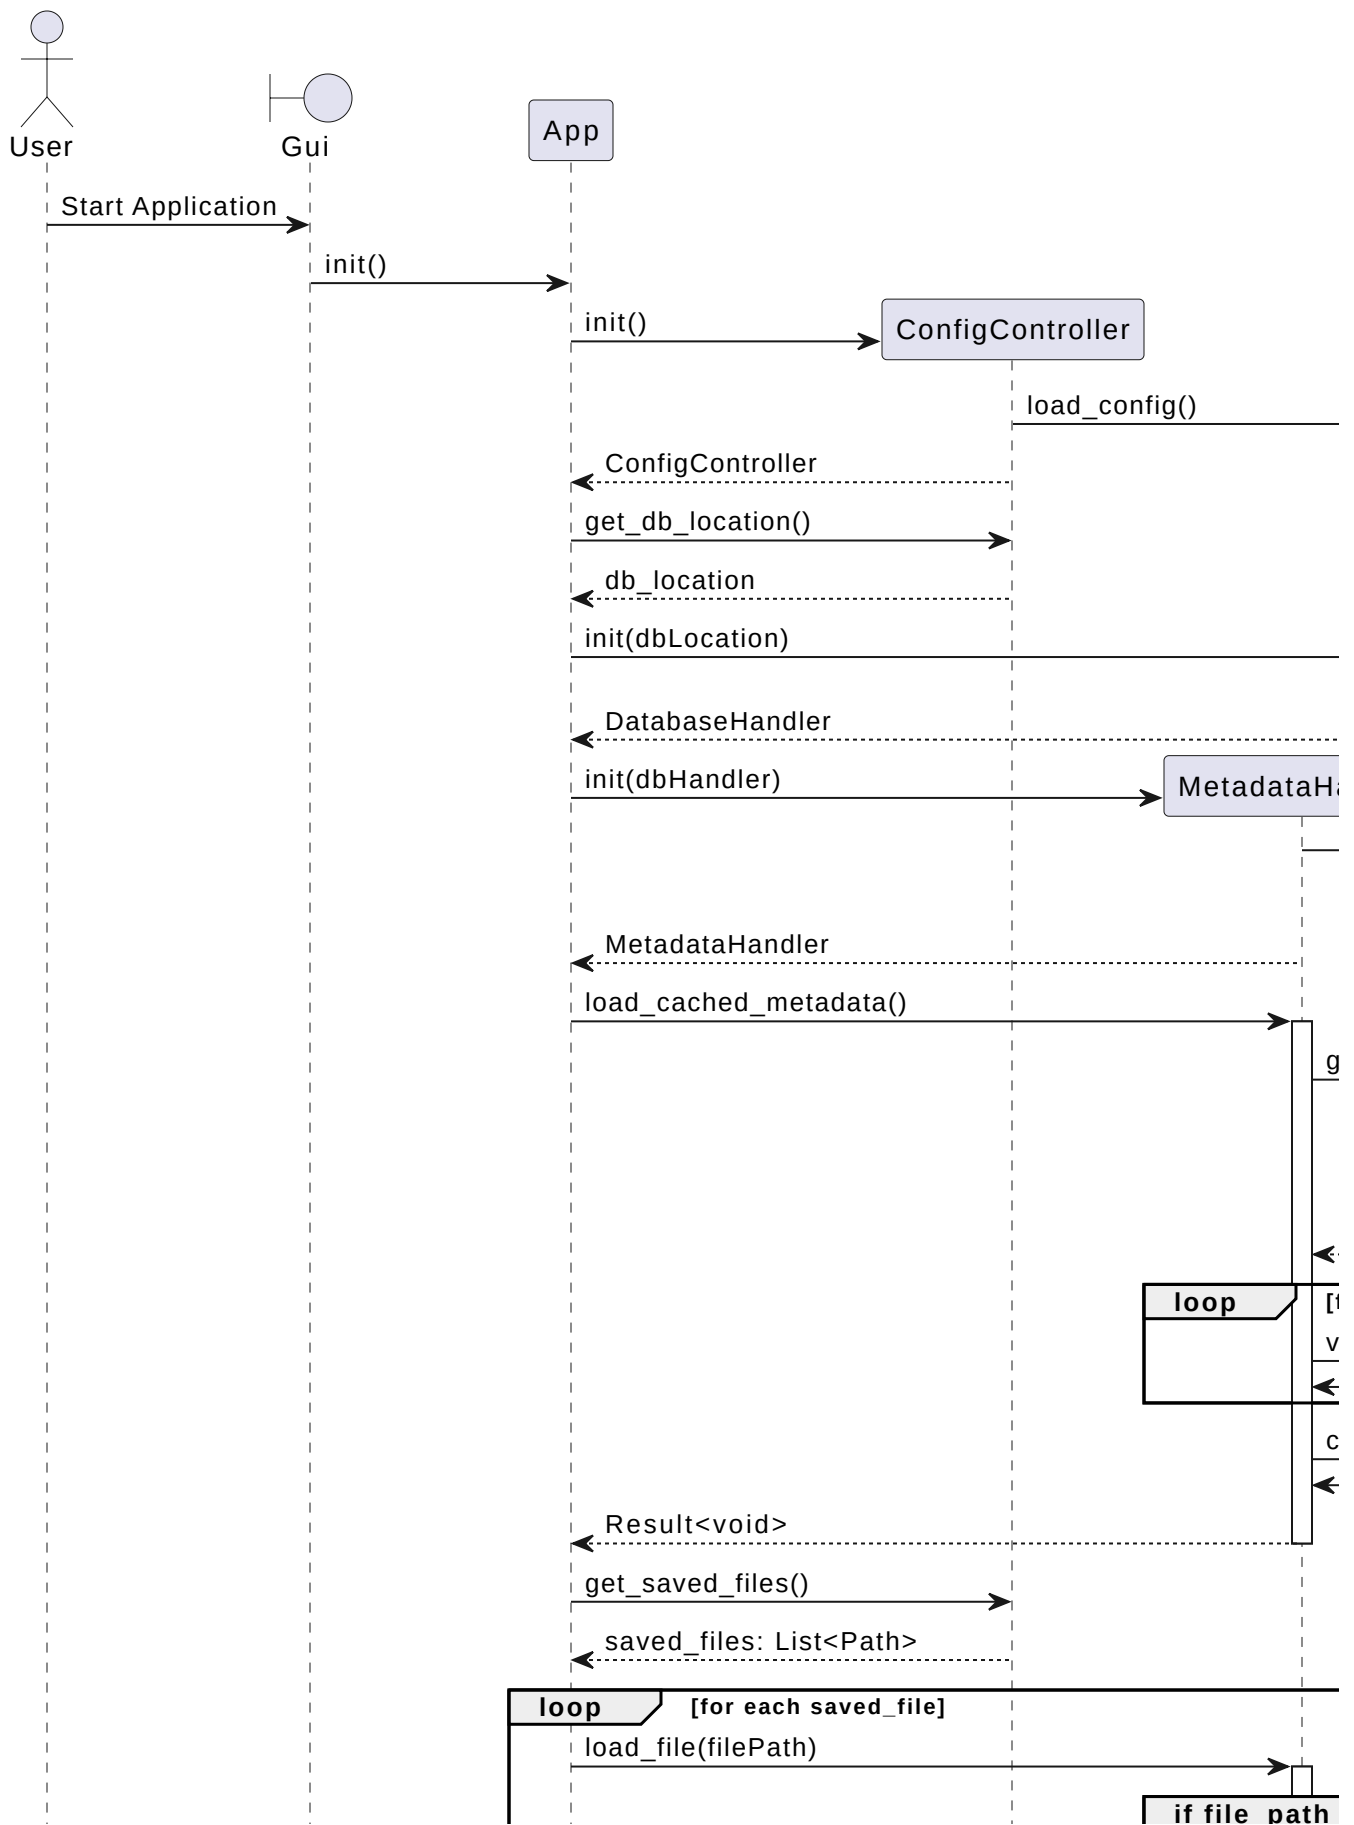 User
Gui
App
Start Application
init()
init()
ConfigController
load_config()
ConfigController
get_db_location()
db_location
init(dbLocation)
DatabaseHandler
init(dbHandler)
MetadataHa
MetadataHandler
load_cached_metadata()
g
loop
v
c
Result<void>
get_saved_files()
saved_files: List<Path>
loop [for each saved_file]
load_file(filePath)
if file_path